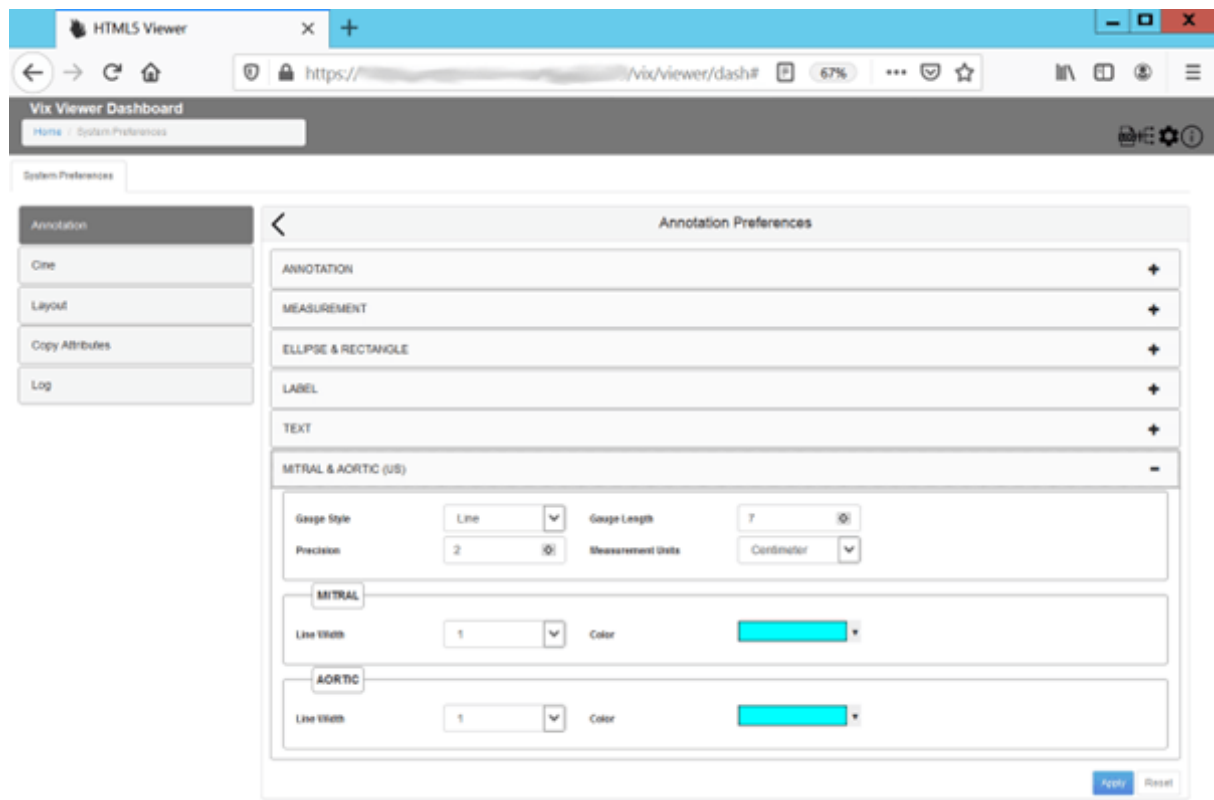 HTML5 Viewer
https:// /vix/viewer/dash# 67%
Vix Viewer Dashboard
Home / System Preferences
System Preferences
Annotation
Cine
Layout
Copy Attributes
Log
Annotation Preferences
ANNOTATION
MEASUREMENT
ELLIPSE & RECTANGLE
LABEL
TEXT
MITRAL & AORTIC (US)
Gauge Style Line Gauge Length 7
Precision 2 Measurement Units Centimeter
MITRAL
Line Width 1 Color
AORTIC
Line Width 1 Color
Apply Reset